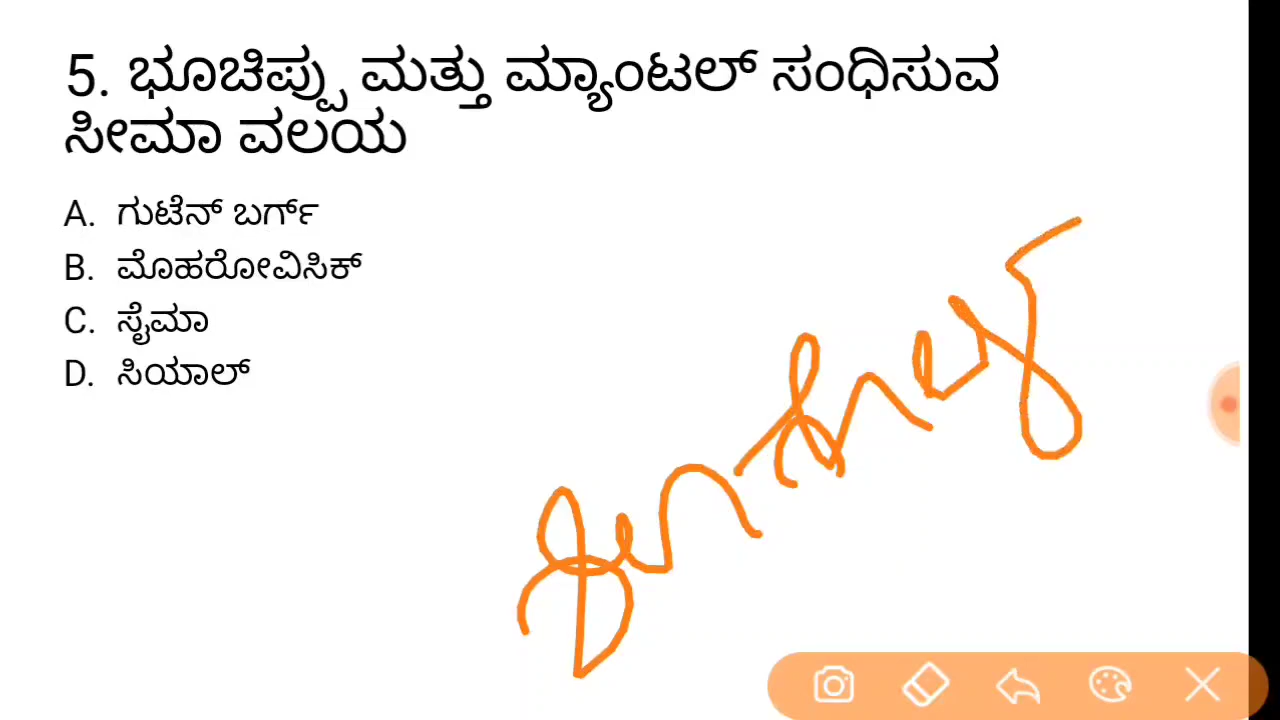 5. ಭೂಚಿಪ್ಪು ಮತ್ತು ಮ್ಯಾಂಟಲ್ ಸಂಧಿಸುವ
ಸೀಮಾ ವಲಯ
A. ಗುಟೆನ್ ಬರ್ಗ್
B. ಮೊಹರೋವಿಸಿಕ್
C. ಸೈಮಾ
D. ಸಿಯಾಲ್